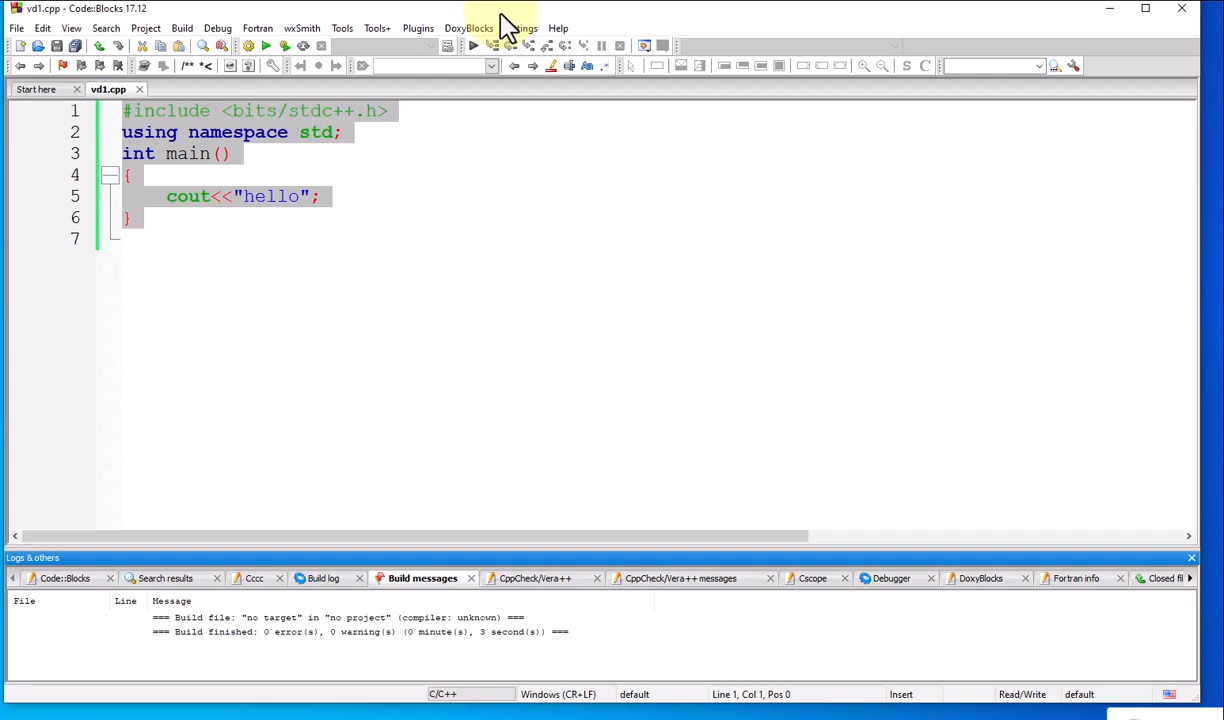 vd1.cpp - Code::Blocks 17.12
File Edit View Search Project Build Debug Fortran wxSmith Tools Tools+ Plugins DoxyBlocks Help
/** *< Aa .* S C
Start here vd1.cpp
1 #include <bits/stdc++.h>
2 using namespace std;
3 int main()
4 {
5 cout<<"hello";
6 }
7
Logs & others
Code::Blocks Search results Cccc Build log Build messages CppCheck/Vera++ CppCheck/Vera++ messages Cscope Debugger DoxyBlocks Fortran info Closed fil
File Line Message
=== Build file: "no target" in "no project" (compiler: unknown) ===
=== Build finished: 0 error(s), 0 warning(s) (0 minute(s), 3 second(s)) ===
C/C++ Windows (CR+LF) default Line 1, Col 1, Pos 0 Insert Read/Write default